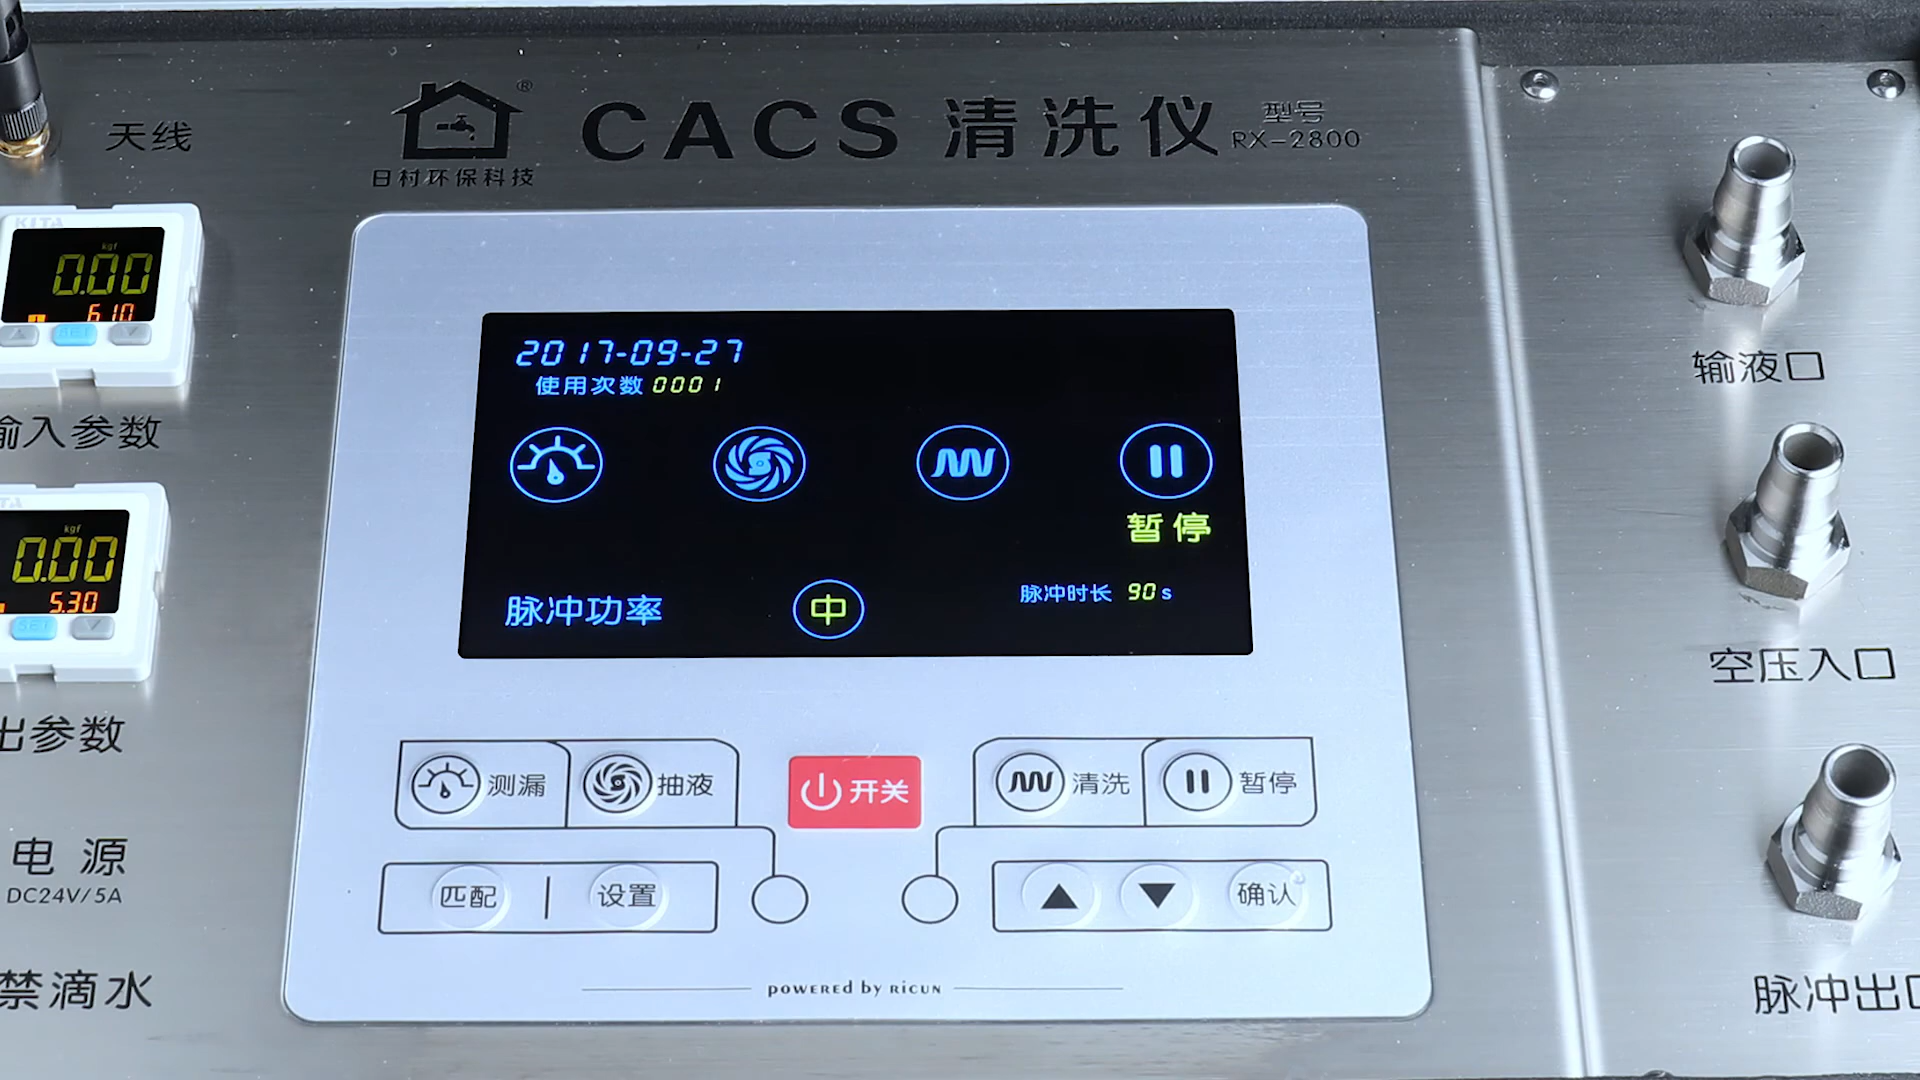 天线
®
日村环保科技
CACS 清洗仪
型号
RX-2800
KITA
kgf
0.00
6.10
SET
输入参数
kgf
0.00
5.30
SET
出参数
电源
DC24V/5A
禁滴水
2017-09-27
使用次数 0001
暂停
脉冲功率
中
脉冲时长 90 s
测漏
抽液
开关
清洗
暂停
匹配
设置
确认
powered by RICUN
输液口
空压入口
脉冲出口